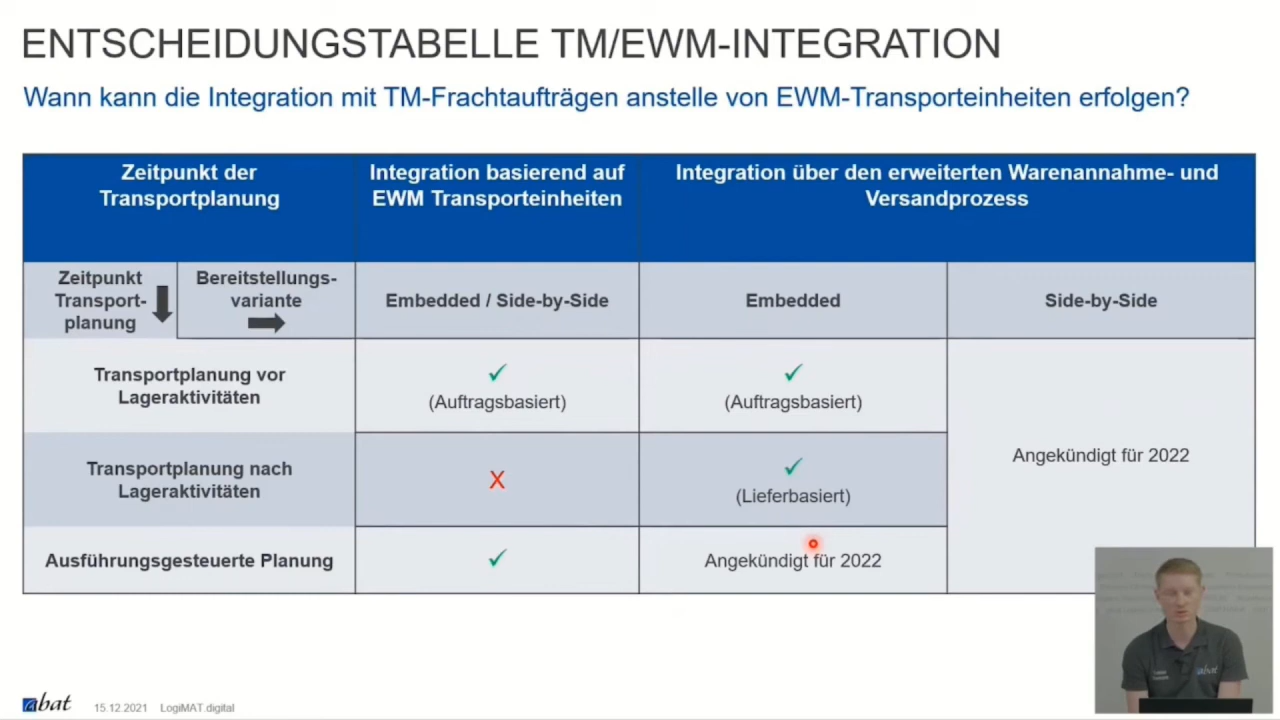 ENTSCHEIDUNGSTABELLE TM/EWM-INTEGRATION
Wann kann die Integration mit TM-Frachtaufträgen anstelle von EWM-Transporteinheiten erfolgen?
Zeitpunkt der
Transportplanung
Integration basierend auf
EWM Transporteinheiten
Integration über den erweiterten Warenannahme- und
Versandprozess
Zeitpunkt
Transport-
planung
Bereitstellungs-
variante
Embedded / Side-by-Side
Embedded
Side-by-Side
Transportplanung vor
Lageraktivitäten
✓
(Auftragsbasiert)
✓
(Auftragsbasiert)
Angekündigt für 2022
Transportplanung nach
Lageraktivitäten
X
✓
(Lieferbasiert)
Ausführungsgesteuerte Planung
✓
Angekündigt für 2022
abat
15.12.2021 LogiMAT.digital
abat